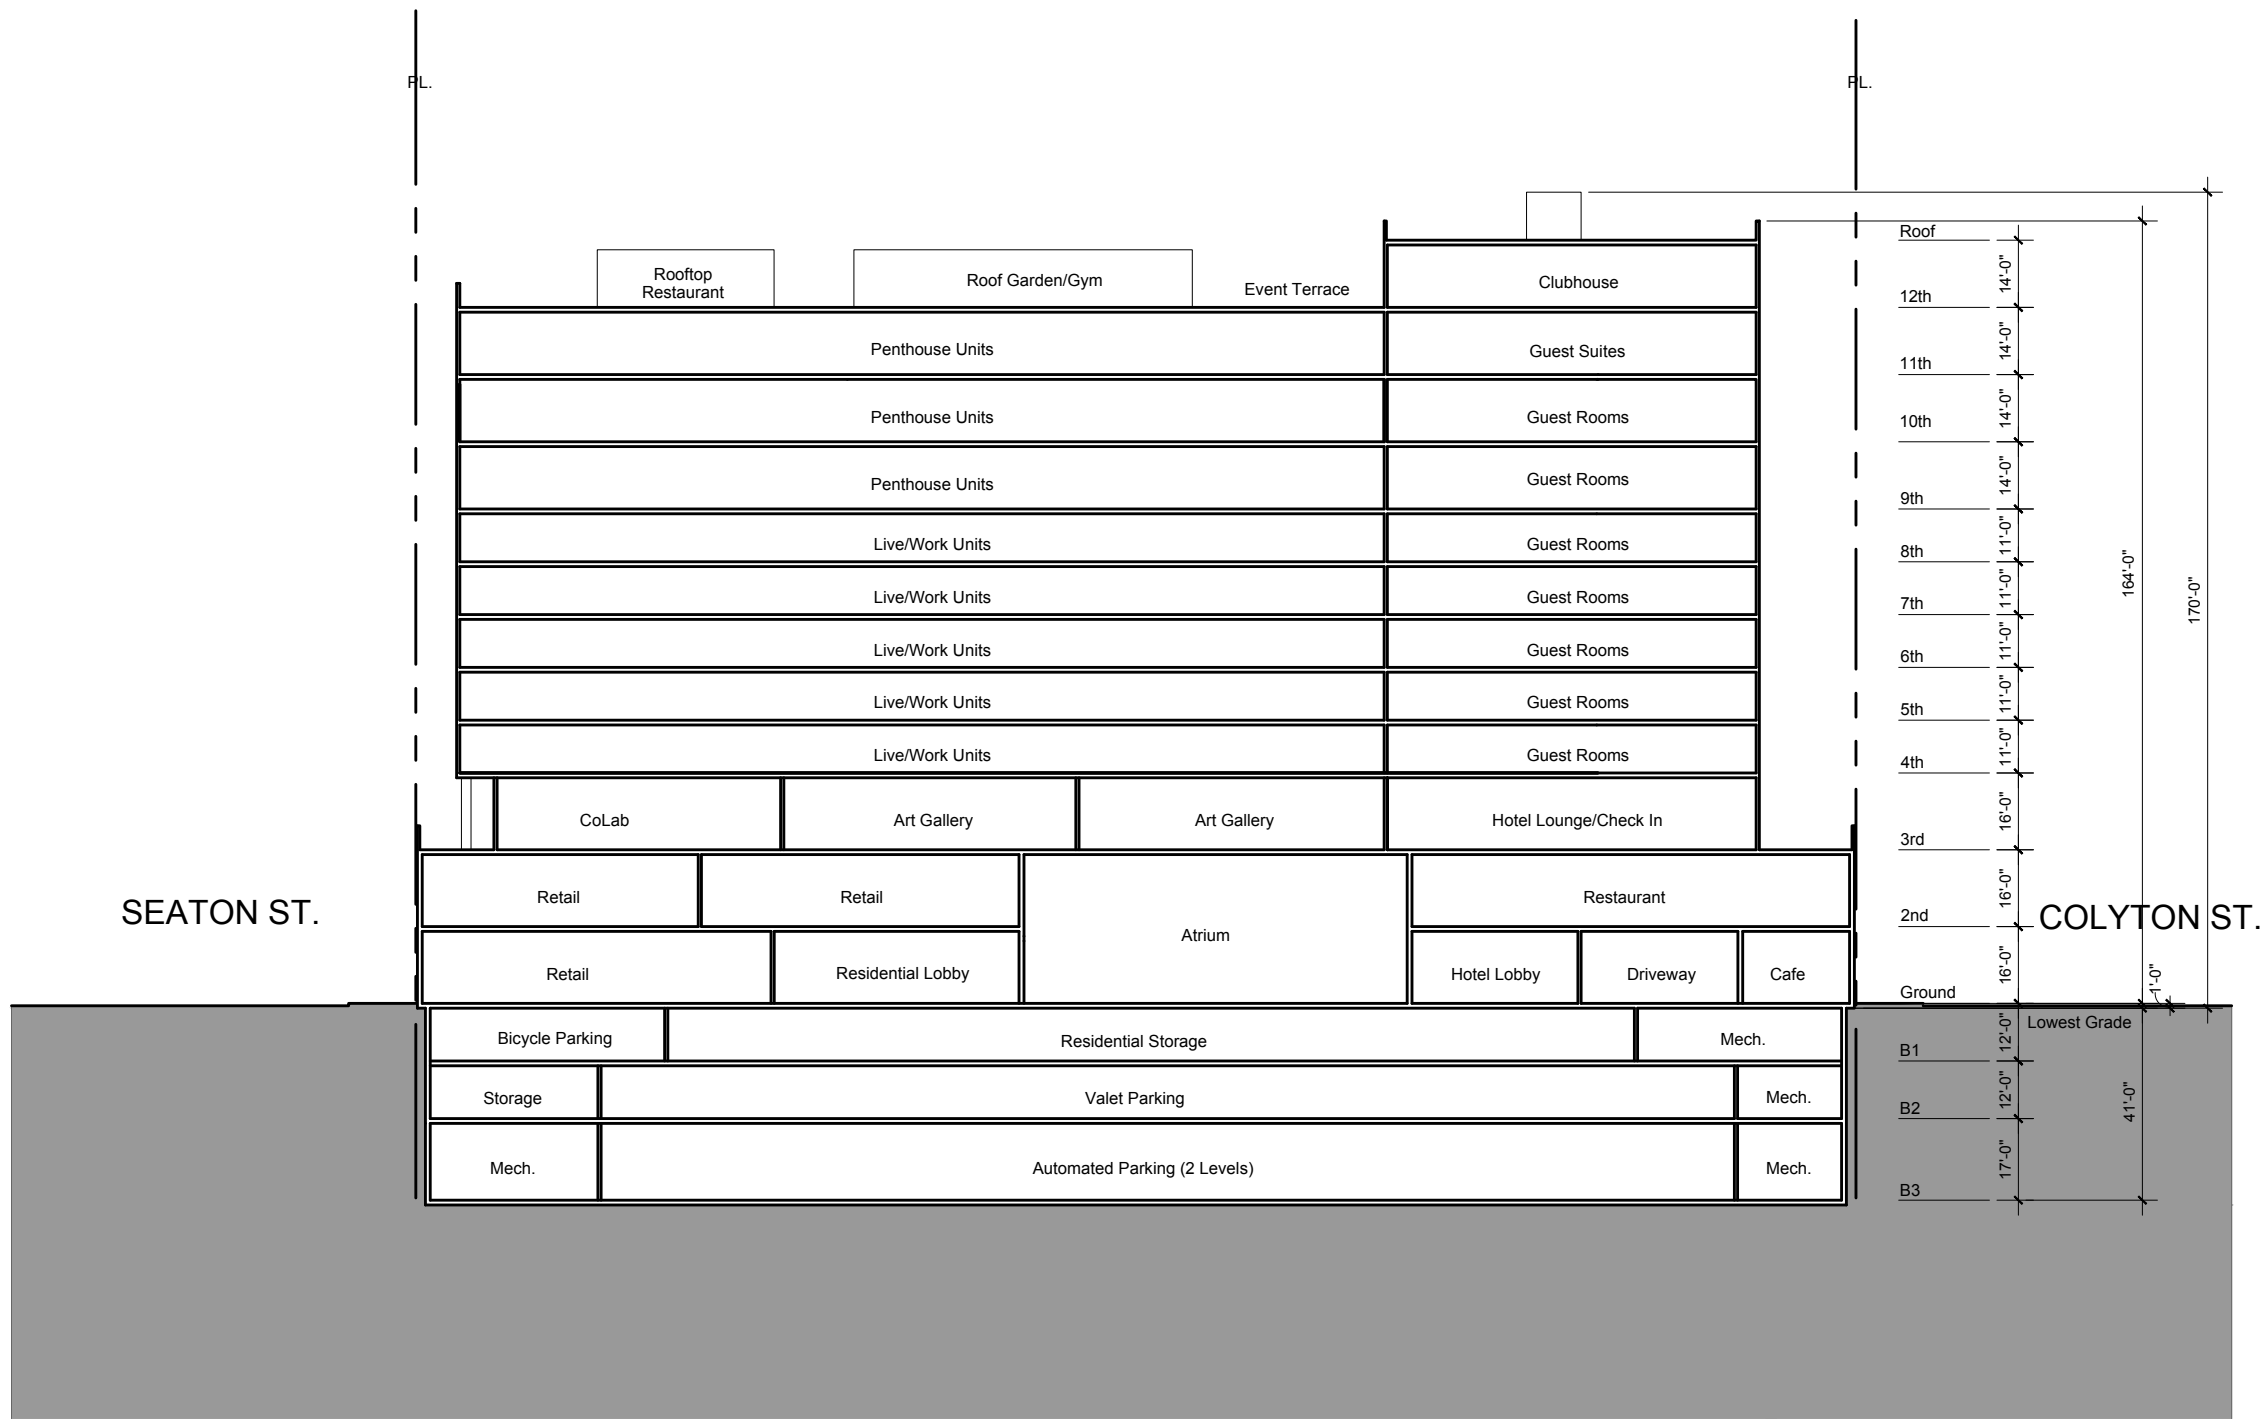 PL.
PL.
Roof
14'-0"
Rooftop
Restaurant
Roof Garden/Gym
Event Terrace
Clubhouse
12th
14'-0"
Penthouse Units
Guest Suites
11th
14'-0"
Penthouse Units
Guest Rooms
10th
14'-0"
Penthouse Units
Guest Rooms
9th
11'-0"
Live/Work Units
Guest Rooms
8th
11'-0"
164'-0"
170'-0"
Live/Work Units
Guest Rooms
7th
11'-0"
Live/Work Units
Guest Rooms
6th
11'-0"
Live/Work Units
Guest Rooms
5th
11'-0"
Live/Work Units
Guest Rooms
4th
16'-0"
CoLab
Art Gallery
Art Gallery
Hotel Lounge/Check In
3rd
16'-0"
Retail
Retail
Restaurant
SEATON ST.
2nd
COLYTON ST.
Atrium
16'-0"
Retail
Residential Lobby
Hotel Lobby
Driveway
Cafe
1'-0"
Ground
Lowest Grade
12'-0"
Bicycle Parking
Residential Storage
Mech.
B1
12'-0"
Storage
Valet Parking
Mech.
B2
41'-0"
17'-0"
Mech.
Automated Parking (2 Levels)
Mech.
B3